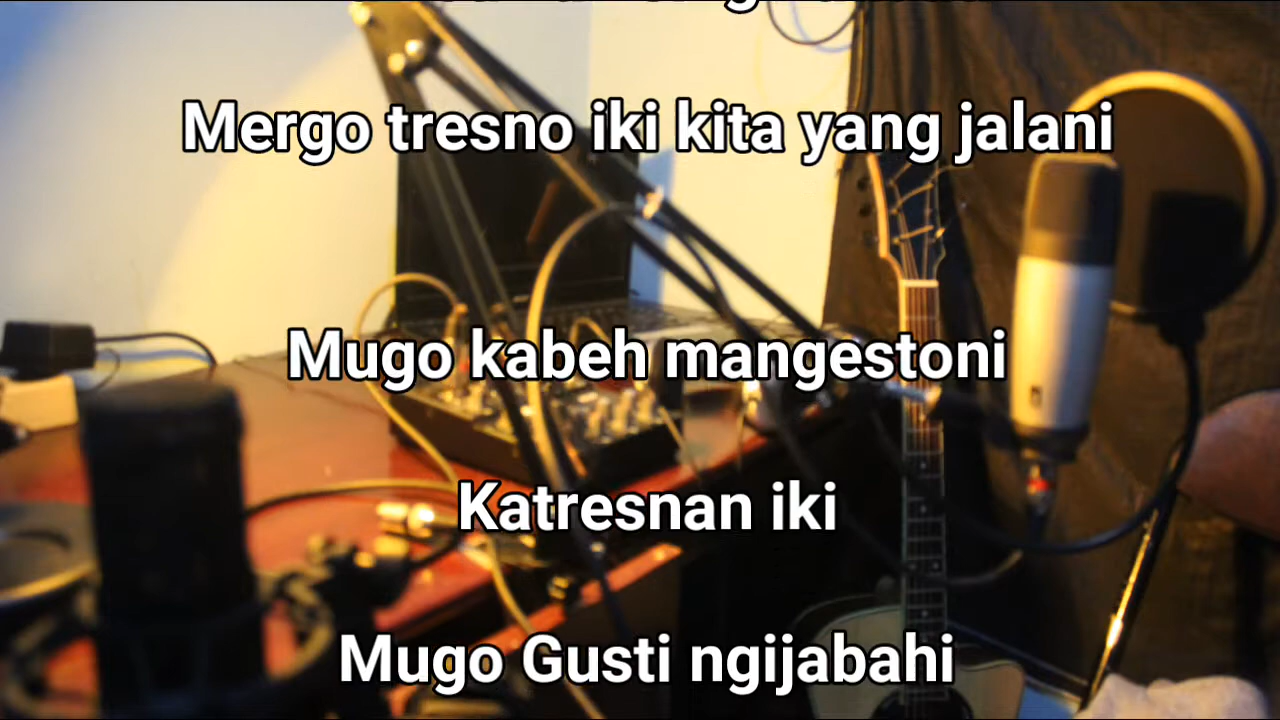 Mergo tresno iki kita yang jalani
Mugo kabeh mangestoni
Katresnan iki
Mugo Gusti ngijabahi